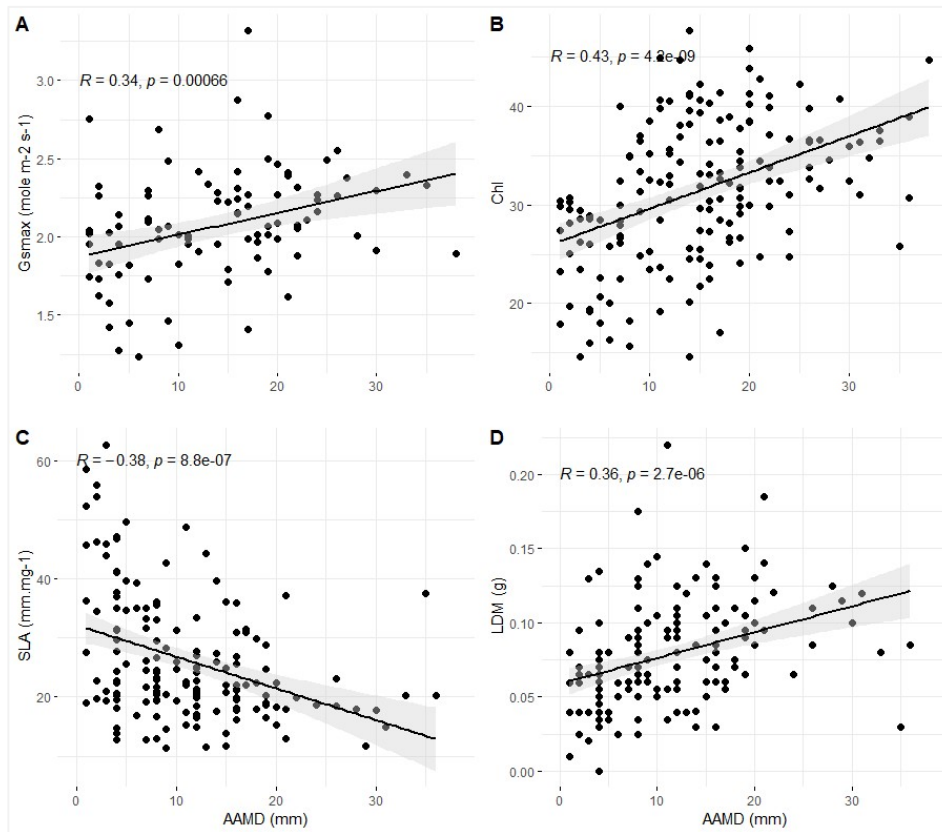 A
R = 0.34, p = 0.00066
Gsmax (mole m-2 s-1)
3.0
2.5
2.0
1.5
0 10 20 30
B
R = 0.43, p = 4.2e-09
Chl
40
30
20
0 10 20 30
C
R = −0.38, p = 8.8e-07
SLA (mm.mg-1)
60
40
20
0 10 20 30
AAMD (mm)
D
R = 0.36, p = 2.7e-06
LDM (g)
0.20
0.15
0.10
0.05
0.00
0 10 20 30
AAMD (mm)